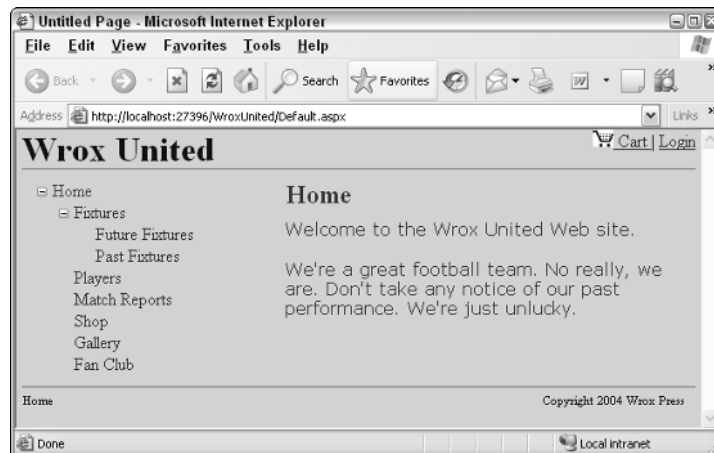 Untitled Page - Microsoft Internet Explorer
File Edit View Favorites Tools Help
Back Search Favorites
Address http://localhost:27396/WroxUnited/Default.aspx Links
Wrox United
Cart | Login
Home
Fixtures
Future Fixtures
Past Fixtures
Players
Match Reports
Shop
Gallery
Fan Club
Home
Welcome to the Wrox United Web site.
We're a great football team. No really, we
are. Don't take any notice of our past
performance. We're just unlucky.
Home
Copyright 2004 Wrox Press
Done
Local intranet